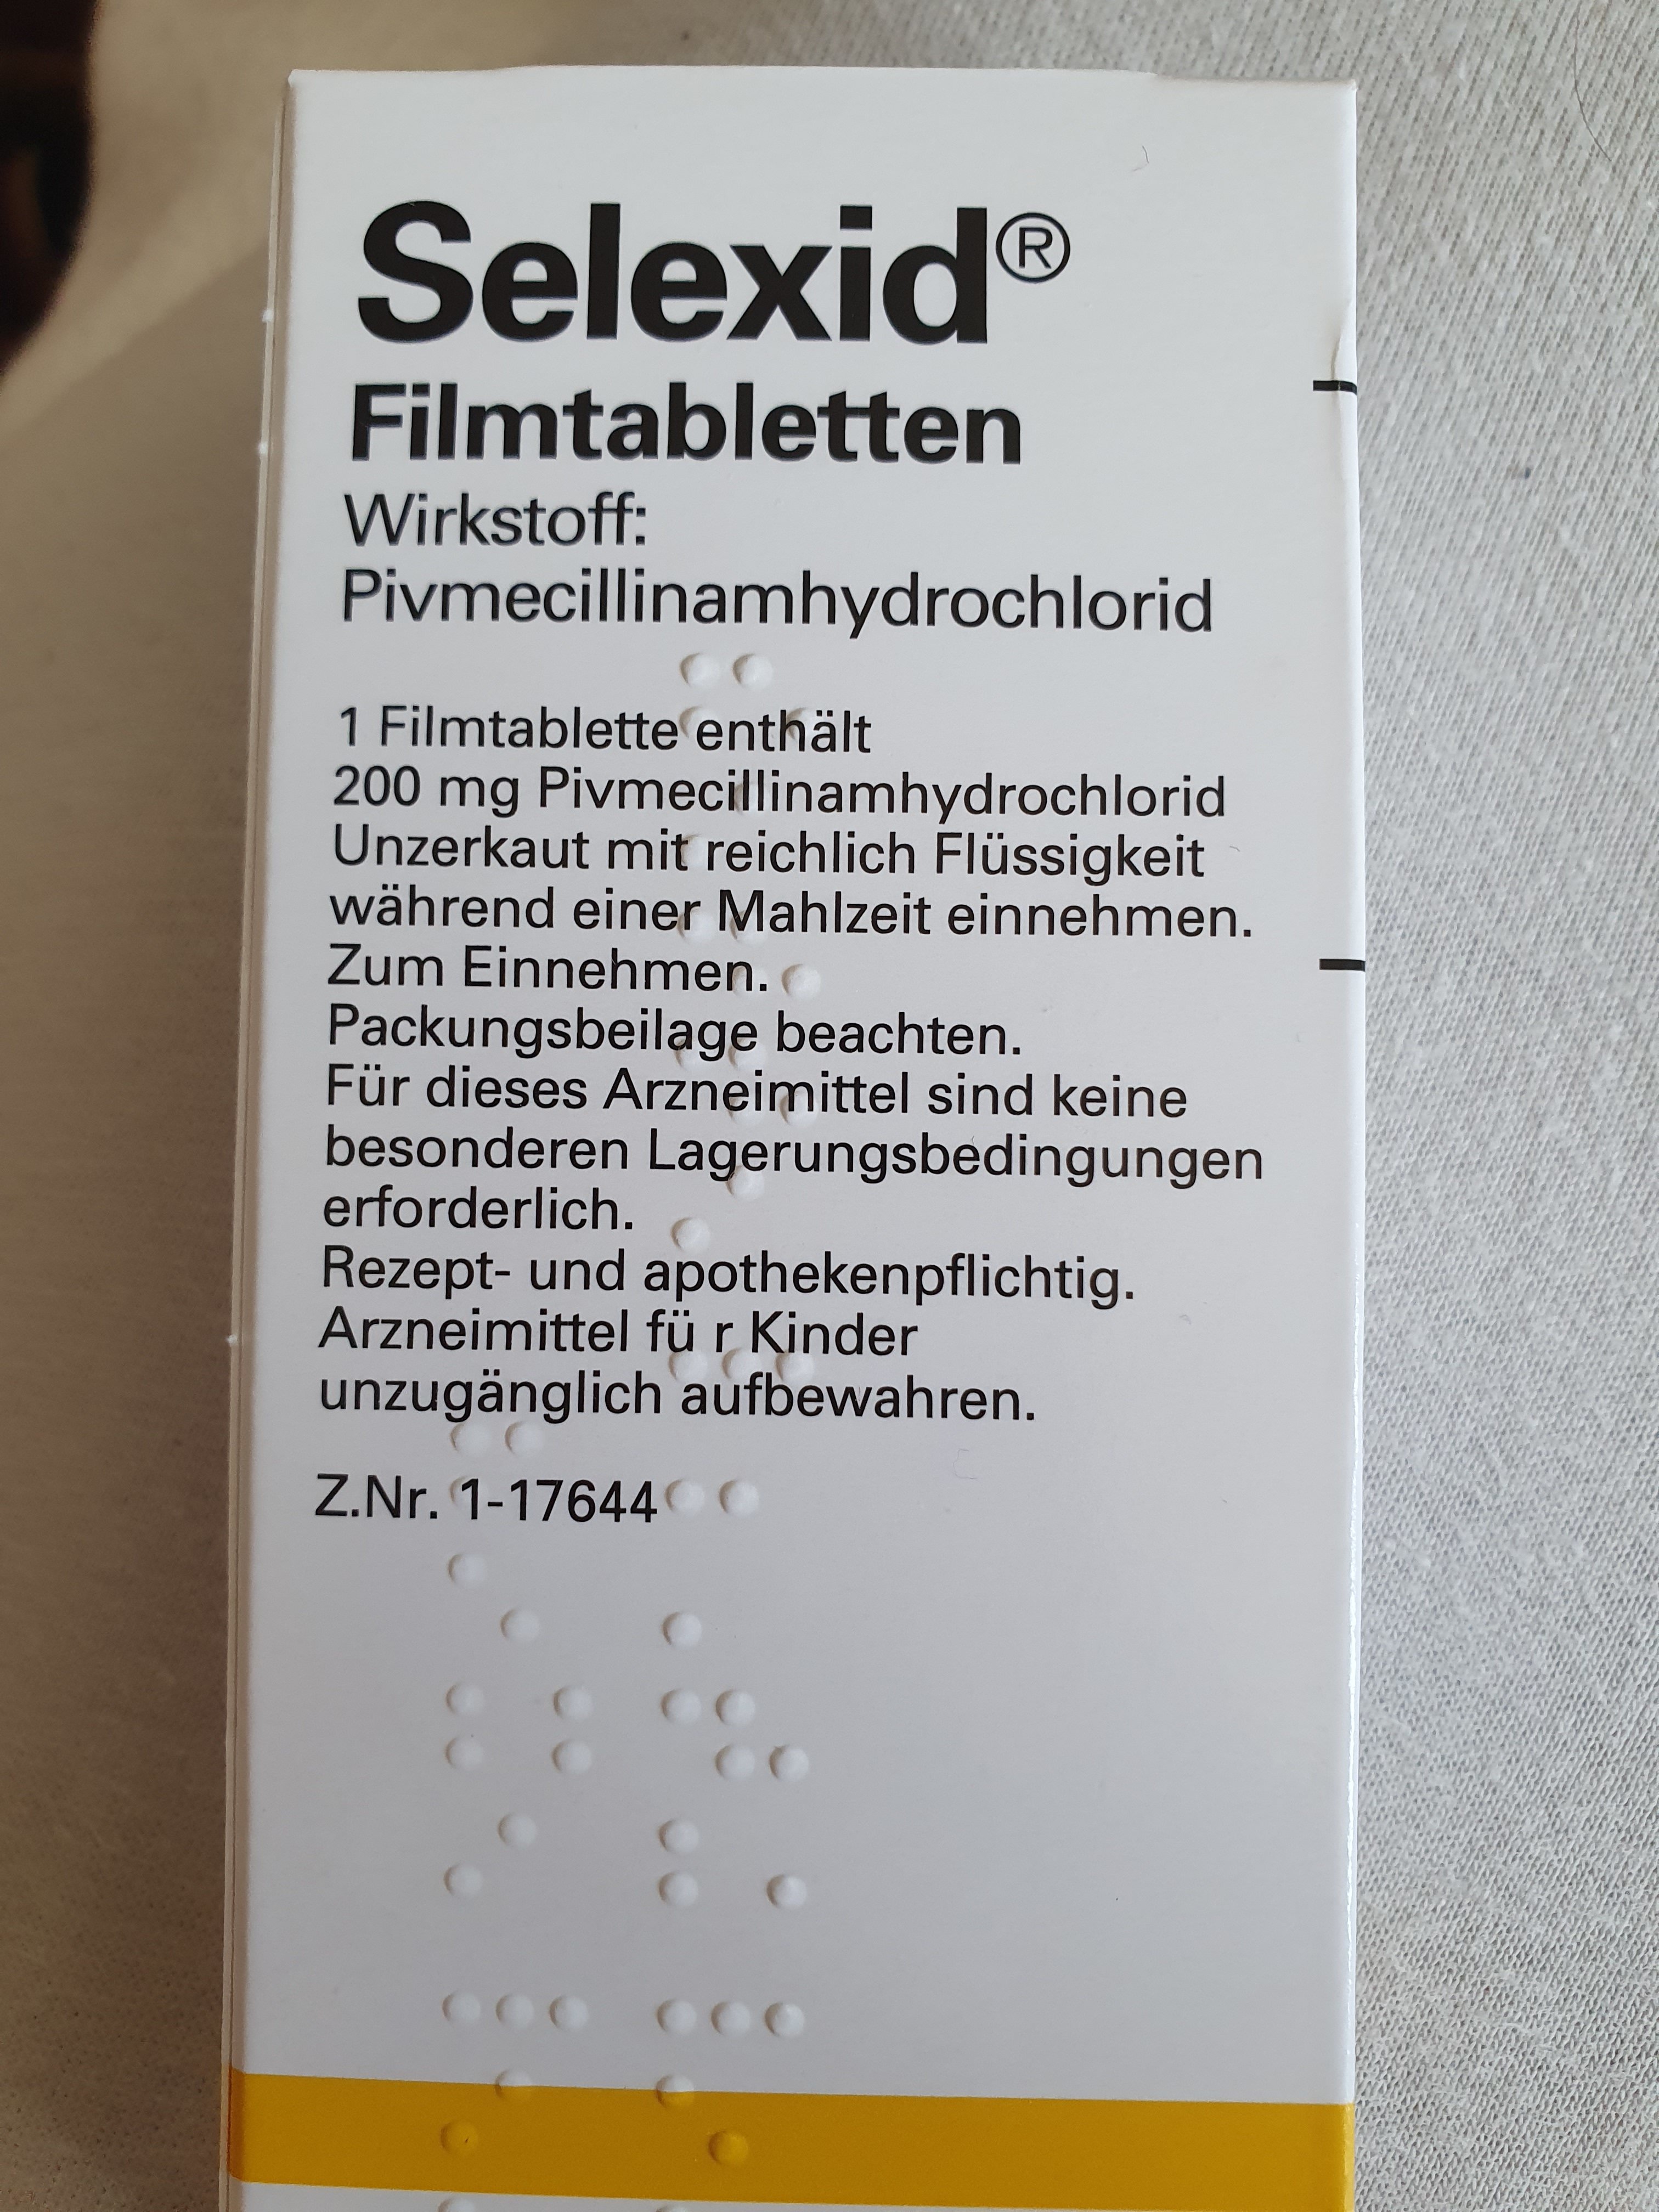 Selexid®
Filmtabletten
Wirkstoff:
Pivmecillinamhydrochlorid
1 Filmtablette enthält
200 mg Pivmecillinamhydrochlorid
Unzerkaut mit reichlich Flüssigkeit
während einer Mahlzeit einnehmen.
Zum Einnehmen.
Packungsbeilage beachten.
Für dieses Arzneimittel sind keine
besonderen Lagerungsbedingungen
erforderlich.
Rezept- und apothekenpflichtig.
Arzneimittel fü r Kinder
unzugänglich aufbewahren.
Z.Nr. 1-17644